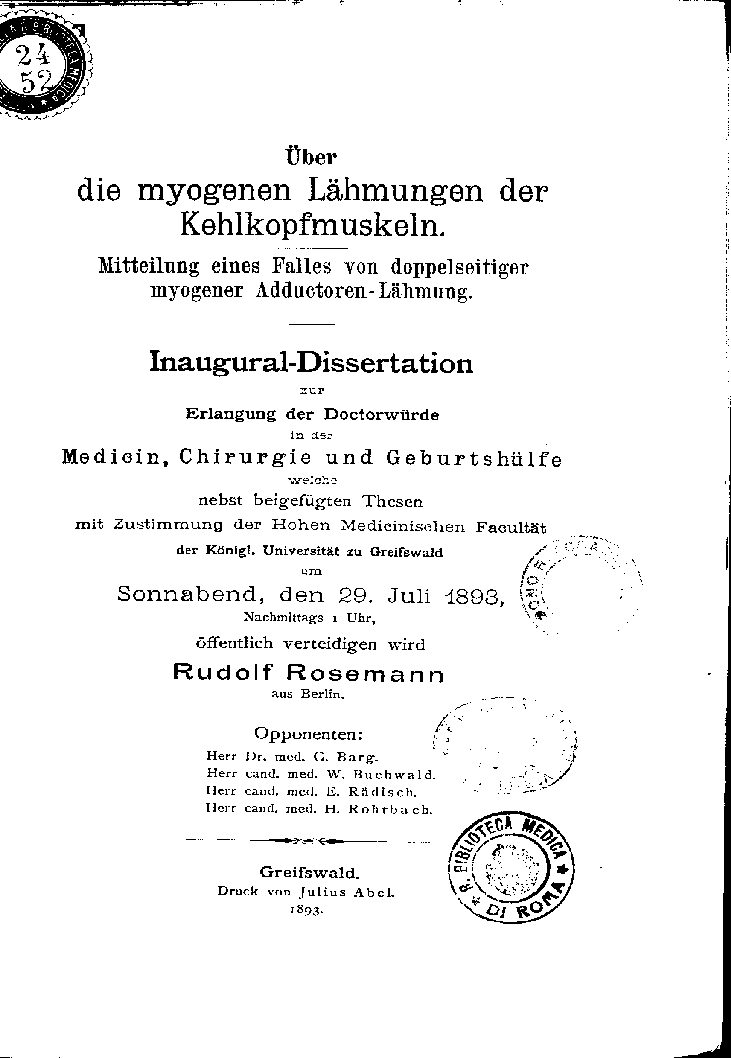 24
52
Über
die myogenen Lähmungen der
Kehlkopfmuskeln.
Mitteilung eines Falles von doppelseitiger
myogener Adductoren-Lähmung.
Inaugural-Dissertation
zur
Erlangung der Doctorwürde
in der
Medicin, Chirurgie und Geburtshülfe
welche
nebst beigefügten Thesen
mit Zustimmung der Hohen Medicinischen Facultät
der Königl. Universität zu Greifswald
am
Sonnabend, den 29. Juli 1893,
Nachmittags 1 Uhr,
öffentlich verteidigen wird
Rudolf Rosemann
aus Berlin.
Opponenten:
Herr Dr. med. G. Barg.
Herr cand. med. W. Buchwald.
Herr cand. med. E. Rädisch.
Herr cand. med. H. Rohrbach.
R. BIBLIOTECA MEDICA
DI ROMA
Greifswald.
Druck von Julius Abel.
1893.